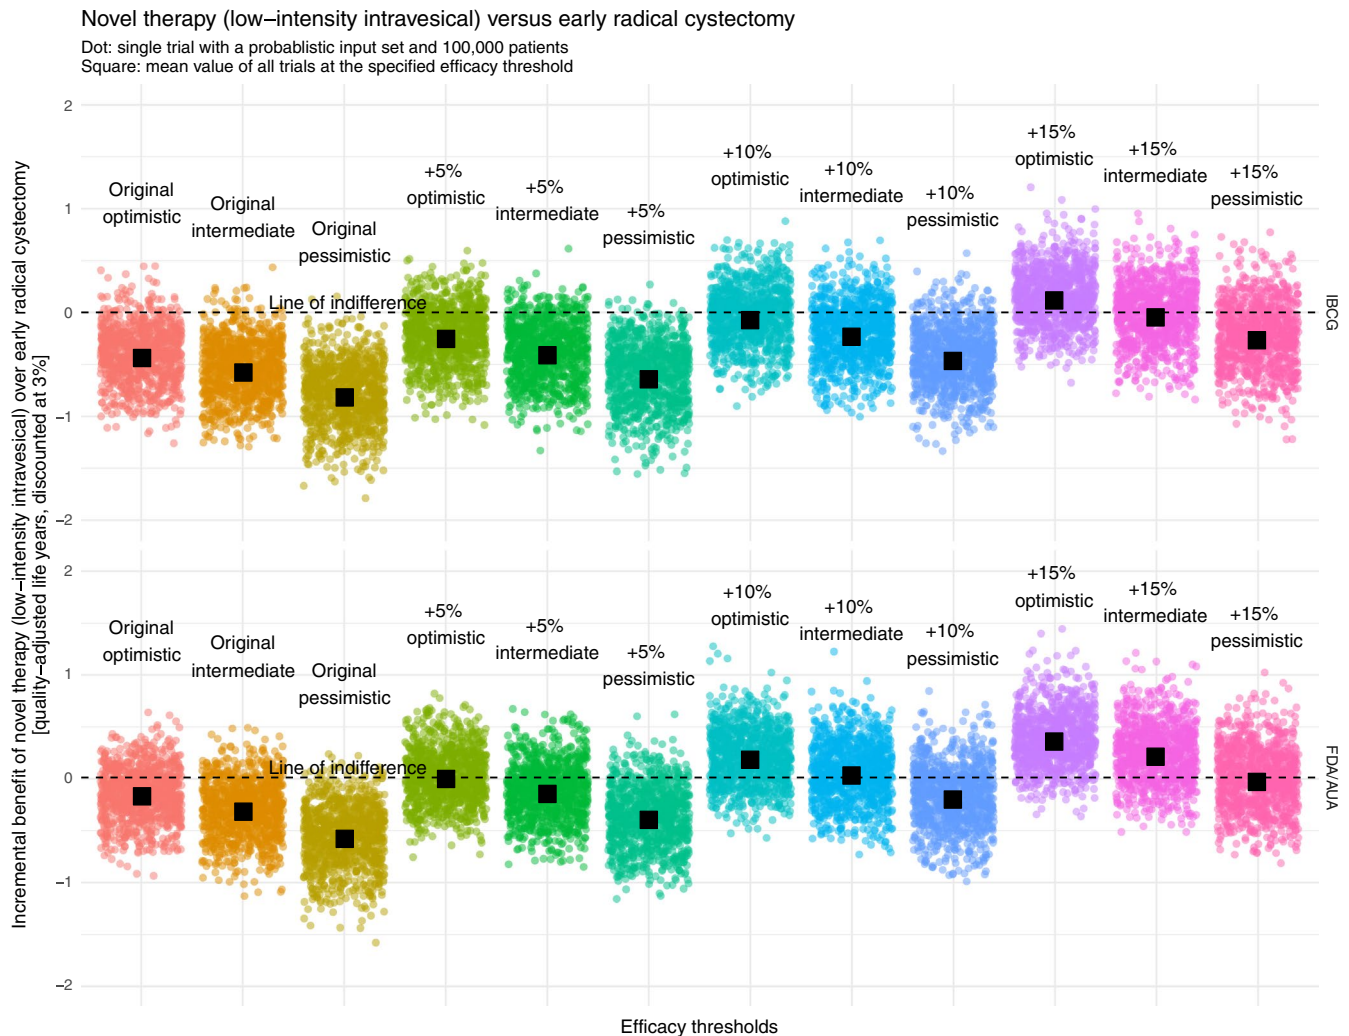 Novel therapy (low−intensity intravesical) versus early radical cystectomy
Dot: single trial with a probablistic input set and 100,000 patients
Square: mean value of all trials at the specified efficacy threshold
Incremental benefit of novel therapy (low−intensity intravesical) over early radical cystectomy
[quality−adjusted life years, discounted at 3%]
2
1
0
−1
−2
Original
optimistic
Original
intermediate
Original
pessimistic
+5%
optimistic
+5%
intermediate
+5%
pessimistic
+10%
optimistic
+10%
intermediate
+10%
pessimistic
+15%
optimistic
+15%
intermediate
+15%
pessimistic
Line of indifference
IBCG
2
1
0
−1
−2
Original
optimistic
Original
intermediate
Original
pessimistic
+5%
optimistic
+5%
intermediate
+5%
pessimistic
+10%
optimistic
+10%
intermediate
+10%
pessimistic
+15%
optimistic
+15%
intermediate
+15%
pessimistic
Line of indifference
FDA/AUA
Efficacy thresholds